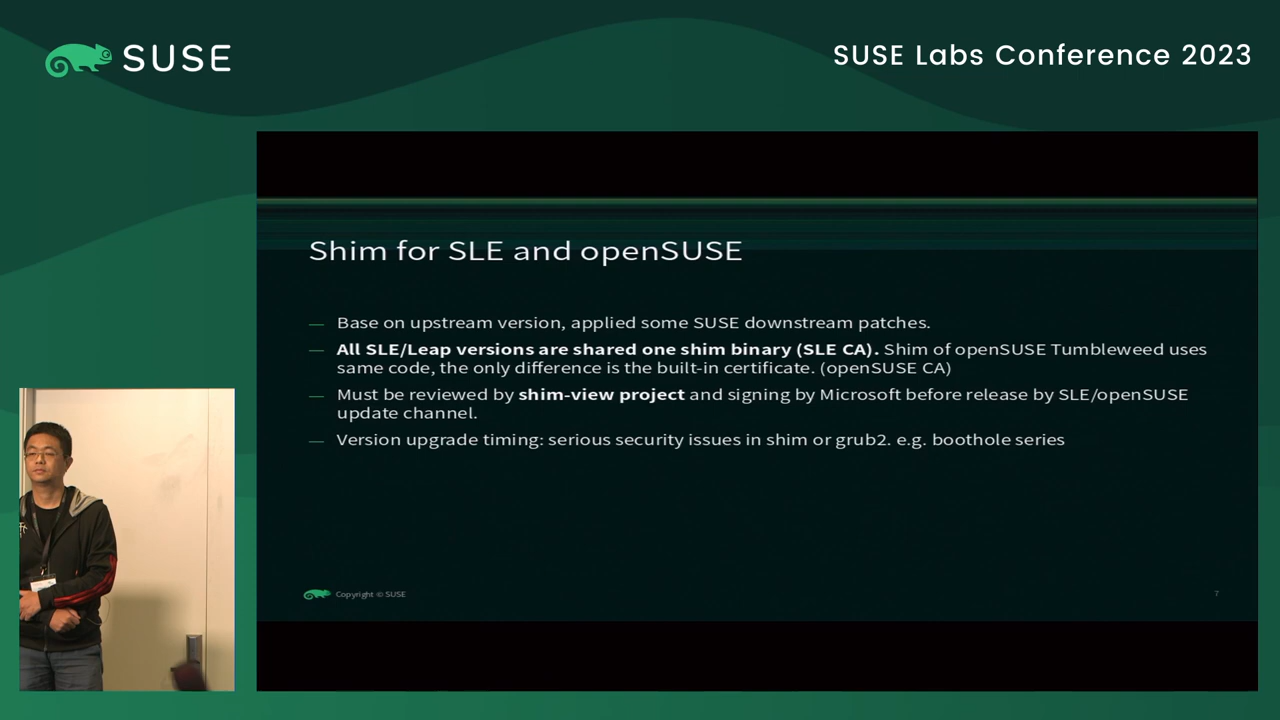 SUSE
SUSE Labs Conference 2023
Shim for SLE and openSUSE
— Base on upstream version, applied some SUSE downstream patches.
— All SLE/Leap versions are shared one shim binary (SLE CA). Shim of openSUSE Tumbleweed uses
same code, the only difference is the built-in certificate. (openSUSE CA)
— Must be reviewed by shim-view project and signing by Microsoft before release by SLE/openSUSE
update channel.
— Version upgrade timing: serious security issues in shim or grub2. e.g. boothole series
Copyright © SUSE
7